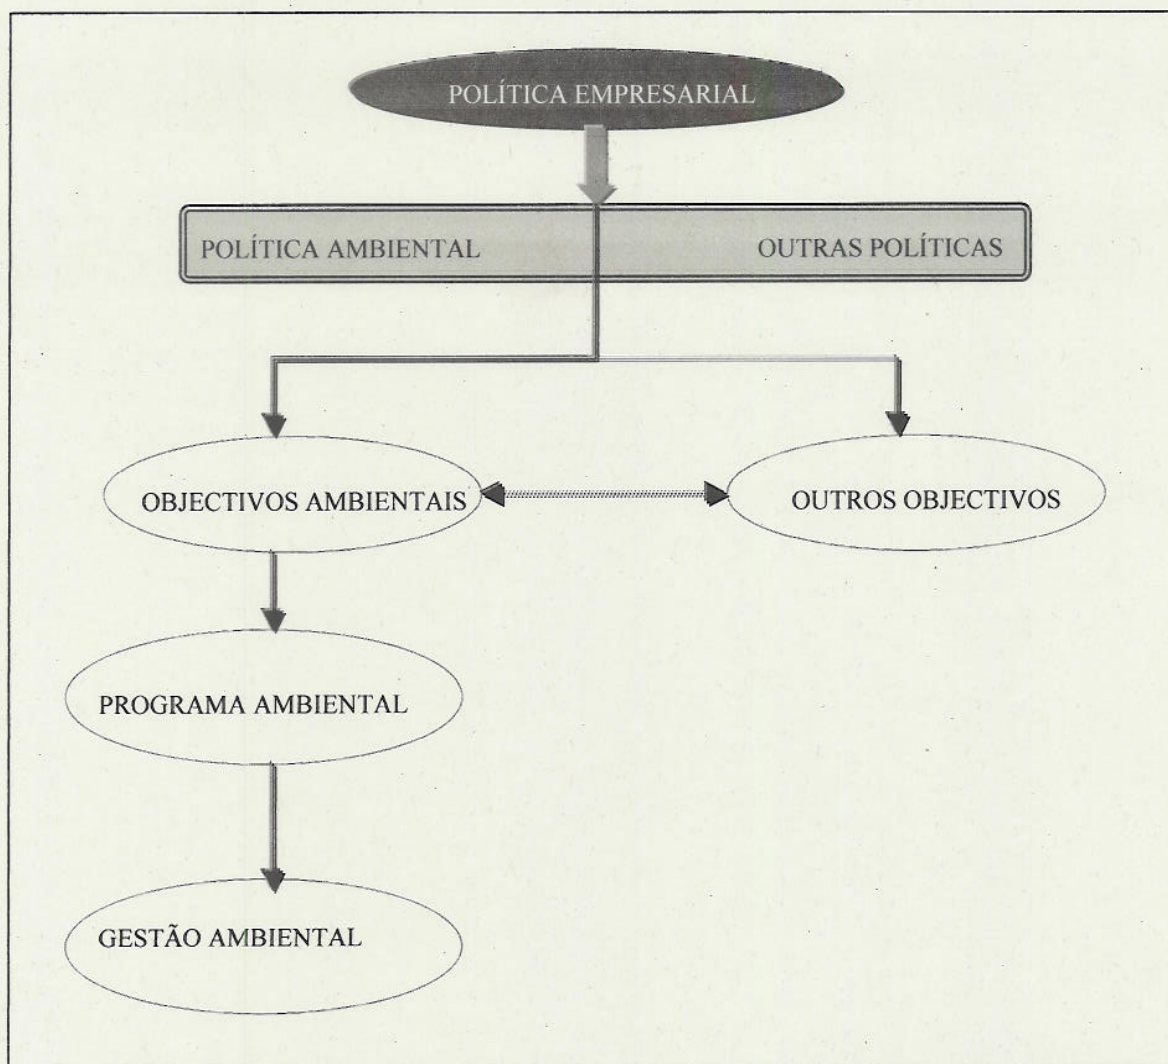 POLÍTICA EMPRESARIAL
POLÍTICA AMBIENTAL
OUTRAS POLÍTICAS
OBJECTIVOS AMBIENTAIS
OUTROS OBJECTIVOS
PROGRAMA AMBIENTAL
GESTÃO AMBIENTAL